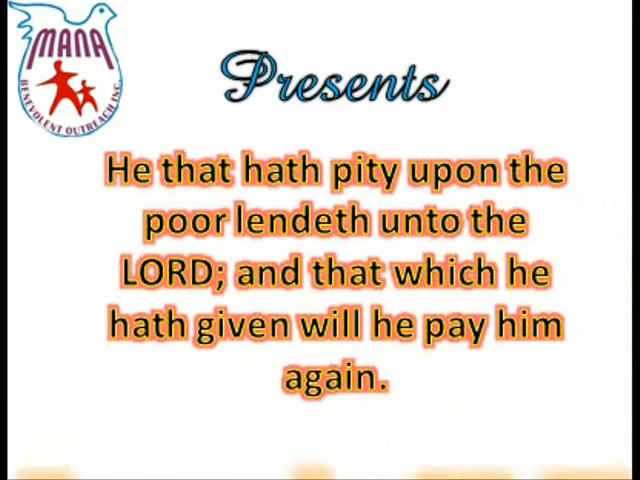 MANA
BENEVOLENT OUTREACH INC.
Presents
He that hath pity upon the
poor lendeth unto the
LORD; and that which he
hath given will he pay him
again.